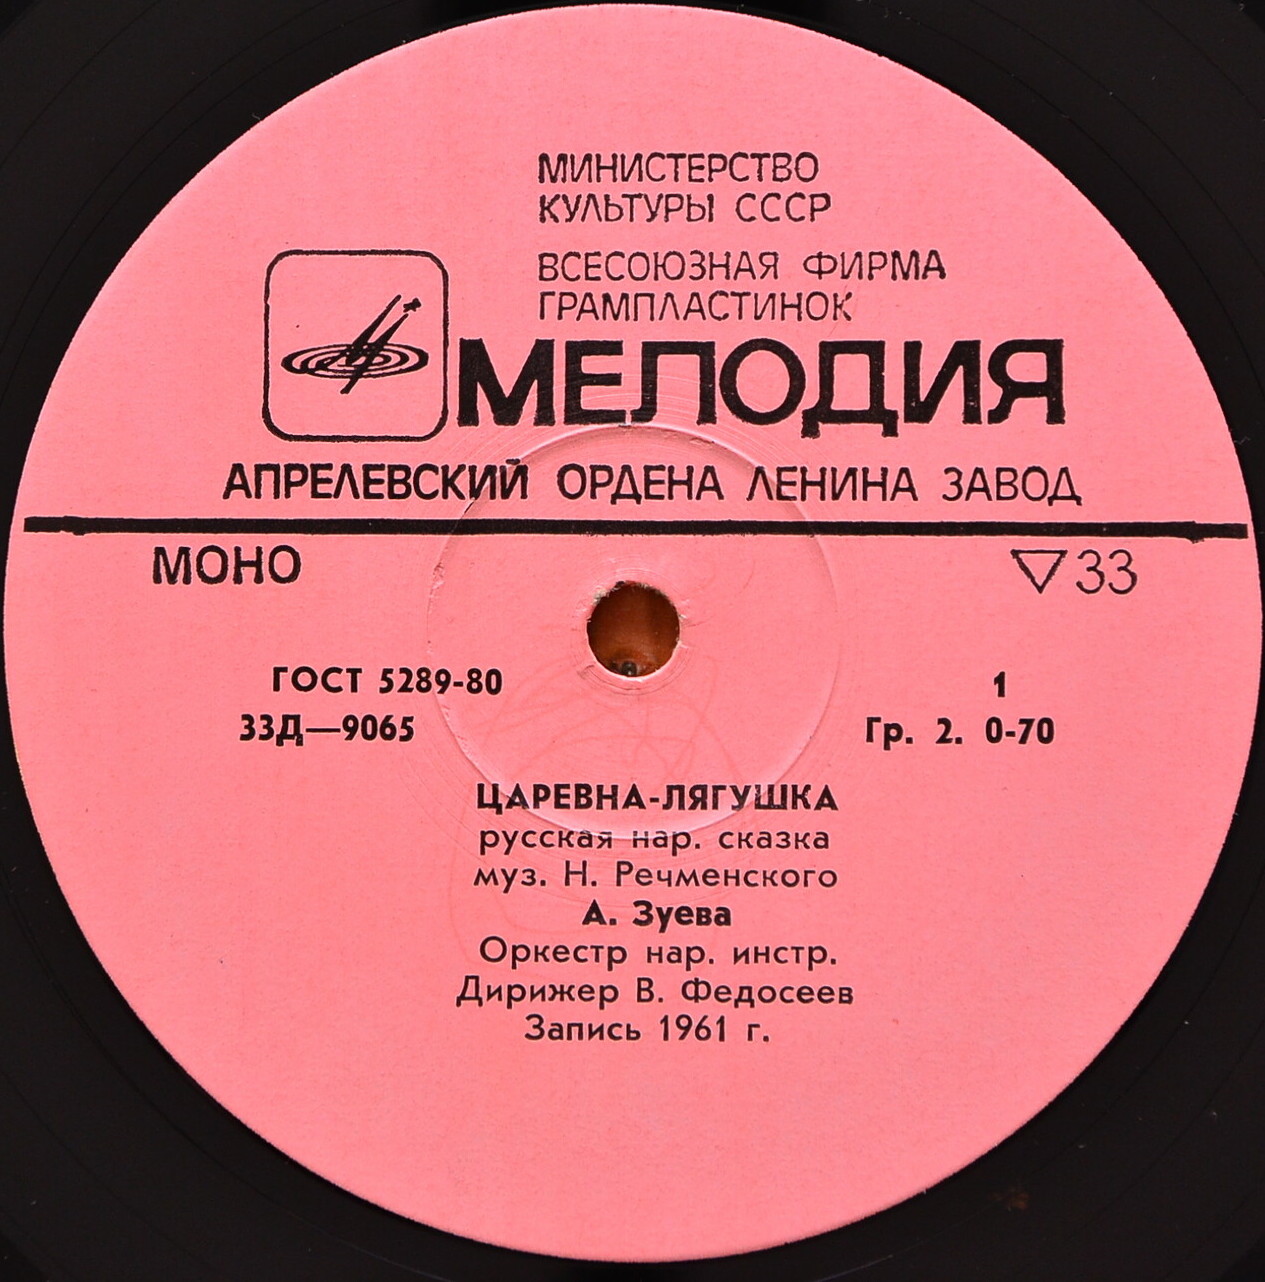 МИНИСТЕРСТВО
КУЛЬТУРЫ СССР
ВСЕСОЮЗНАЯ ФИРМА
ГРАМПЛАСТИНОК
МЕЛОДИЯ
АПРЕЛЕВСКИЙ ОРДЕНА ЛЕНИНА ЗАВОД
МОНО ▽33
ГОСТ 5289-80 1
33Д—9065 Гр. 2. 0-70
ЦАРЕВНА-ЛЯГУШКА
русская нар. сказка
муз. Н. Речменского
А. Зуева
Оркестр нар. инстр.
Дирижер В. Федосеев
Запись 1961 г.